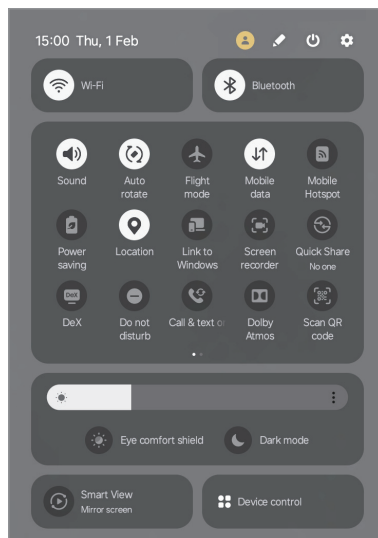 15:00 Thu, 1 Feb
Wi-Fi
Bluetooth
Sound
Auto
rotate
Flight
mode
Mobile
data
Mobile
Hotspot
Power
saving
Location
Link to
Windows
Screen
recorder
Quick Share
No one
DeX
DeX
Do not
disturb
Call & text o
Dolby
Atmos
Scan QR
code
Eye comfort shield
Dark mode
Smart View
Mirror screen
Device control